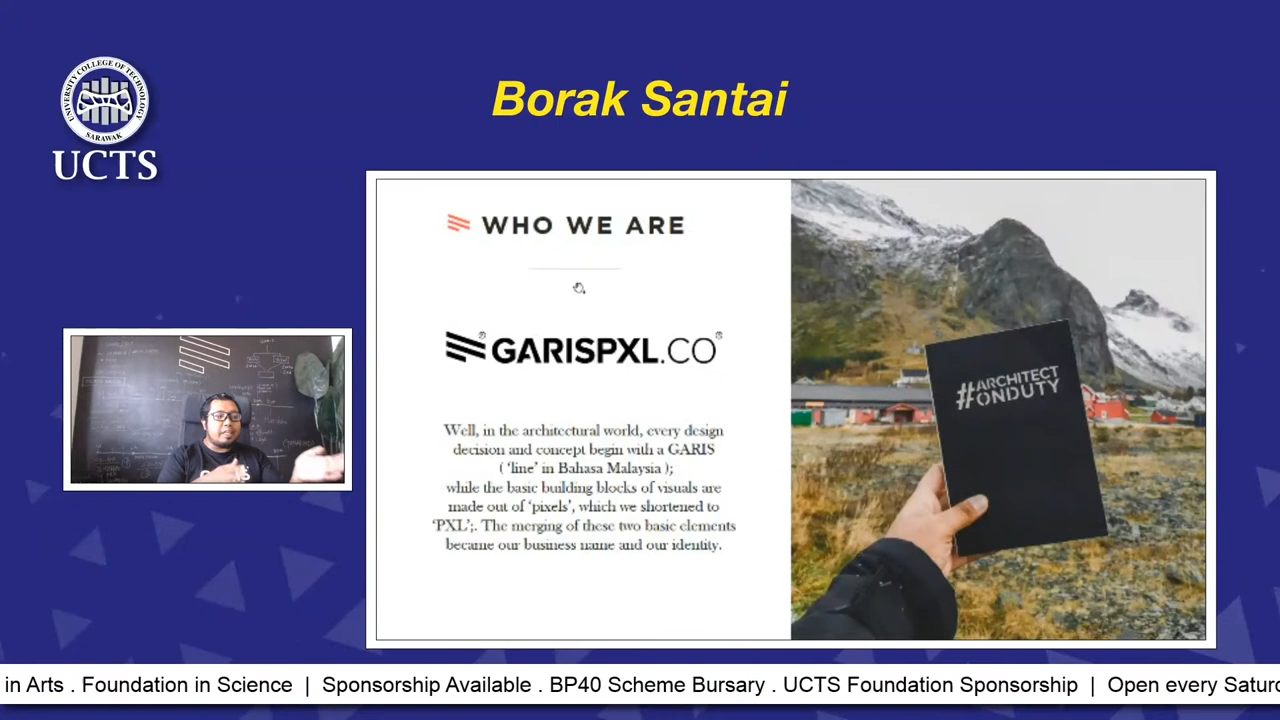 Borak Santai
UNIVERSITY COLLEGE OF TECHNOLOGY
SARAWAK
UCTS
WHO WE ARE
GARISPXL.CO
Well, in the architectural world, every design
decision and concept begin with a GARIS
( 'line' in Bahasa Malaysia );
while the basic building blocks of visuals are
made out of 'pixels', which we shortened to
'PXL';. The merging of these two basic elements
became our business name and our identity.
#ARCHITECT
ONDUTY
in Arts . Foundation in Science | Sponsorship Available . BP40 Scheme Bursary . UCTS Foundation Sponsorship | Open every Saturd